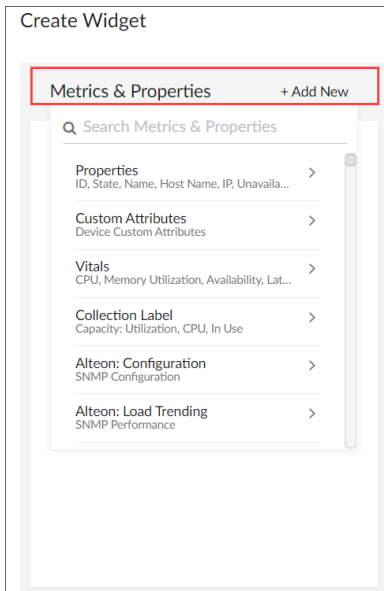 Create Widget
Metrics & Properties + Add New
Search Metrics & Properties
Properties
ID, State, Name, Host Name, IP, Unavaila...
Custom Attributes
Device Custom Attributes
Vitals
CPU, Memory Utilization, Availability, Lat...
Collection Label
Capacity: Utilization, CPU, In Use
Alteon: Configuration
SNMP Configuration
Alteon: Load Trending
SNMP Performance